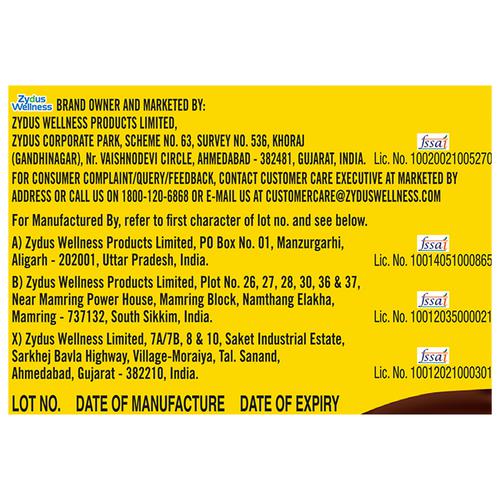 Zydus
Wellness
BRAND OWNER AND MARKETED BY:
ZYDUS WELLNESS PRODUCTS LIMITED,
ZYDUS CORPORATE PARK, SCHEME NO. 63, SURVEY NO. 536, KHORAJ
(GANDHINAGAR), Nr. VAISHNODEVI CIRCLE, AHMEDABAD - 382481, GUJARAT, INDIA.
fssai
Lic. No. 10020021005270
FOR CONSUMER COMPLAINT/QUERY/FEEDBACK, CONTACT CUSTOMER CARE EXECUTIVE AT MARKETED BY
ADDRESS OR CALL US ON 1800-120-6868 OR E-MAIL US AT CUSTOMERCARE@ZYDUSWELLNESS.COM
For Manufactured By, refer to first character of lot no. and see below.
A) Zydus Wellness Products Limited, PO Box No. 01, Manzurgarhi,
Aligarh - 202001, Uttar Pradesh, India.
fssai
Lic. No. 10014051000865
B) Zydus Wellness Products Limited, Plot No. 26, 27, 28, 30, 36 & 37,
Near Mamring Power House, Mamring Block, Namthang Elakha,
Mamring - 737132, South Sikkim, India.
fssai
Lic. No. 10012035000021
X) Zydus Wellness Limited, 7A/7B, 8 & 10, Saket Industrial Estate,
Sarkhej Bavla Highway, Village-Moraiya, Tal. Sanand,
Ahmedabad, Gujarat - 382210, India.
fssai
Lic. No. 10012021000301
LOT NO. DATE OF MANUFACTURE DATE OF EXPIRY